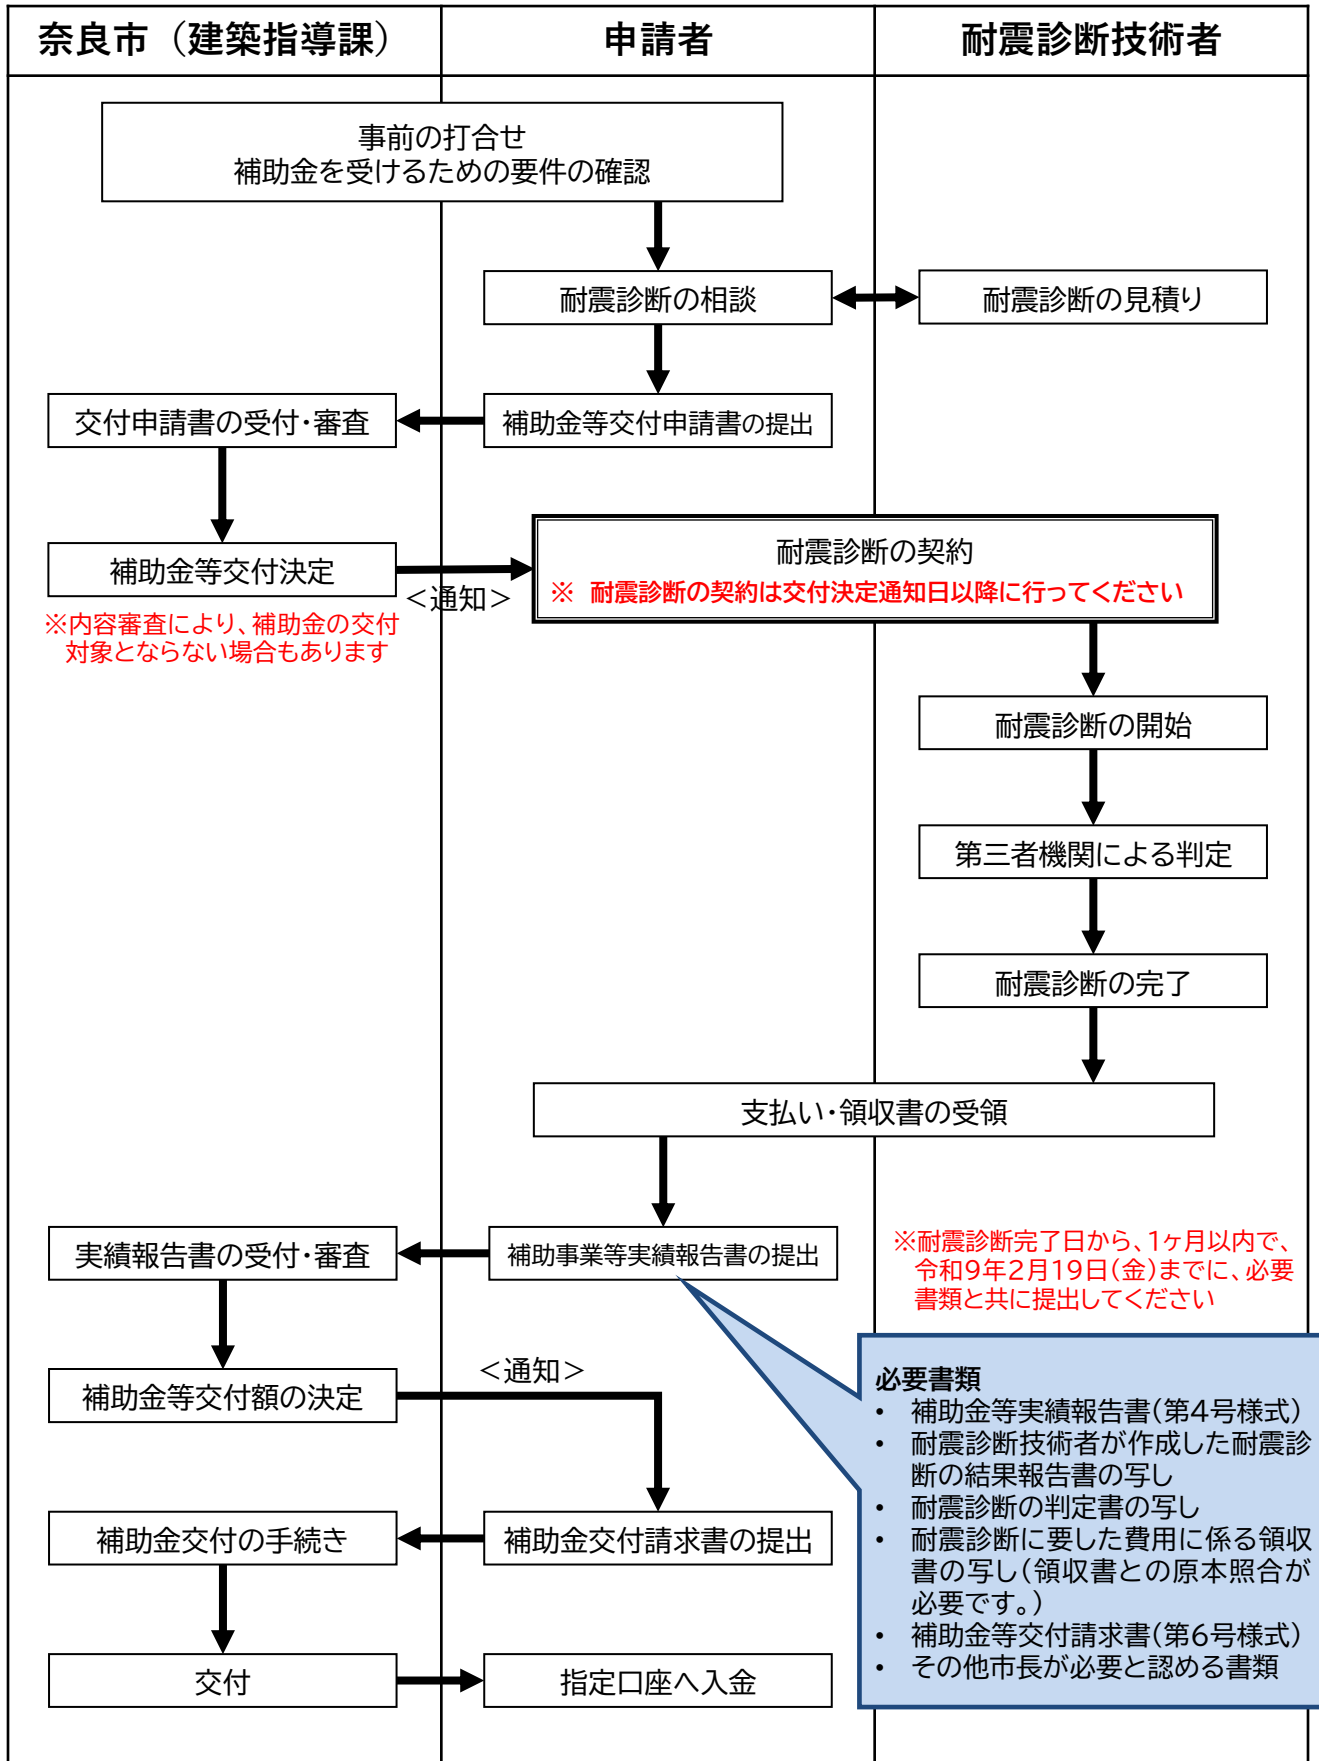 奈良市（建築指導課）
申請者
耐震診断技術者
事前の打合せ
補助金を受けるための要件の確認
耐震診断の相談
耐震診断の見積り
交付申請書の受付・審査
補助金等交付申請書の提出
補助金等交付決定
＜通知＞
耐震診断の契約
※ 耐震診断の契約は交付決定通知日以降に行ってください
※内容審査により、補助金の交付
対象とならない場合もあります
耐震診断の開始
第三者機関による判定
耐震診断の完了
支払い・領収書の受領
実績報告書の受付・審査
補助事業等実績報告書の提出
※耐震診断完了日から、1ヶ月以内で、
令和9年2月19日（金）までに、必要
書類と共に提出してください
補助金等交付額の決定
＜通知＞
必要書類
• 補助金等実績報告書（第4号様式）
• 耐震診断技術者が作成した耐震診
断の結果報告書の写し
• 耐震診断の判定書の写し
• 耐震診断に要した費用に係る領収
書の写し（領収書との原本照合が
必要です。）
• 補助金等交付請求書（第6号様式）
• その他市長が必要と認める書類
補助金交付の手続き
補助金交付請求書の提出
交付
指定口座へ入金